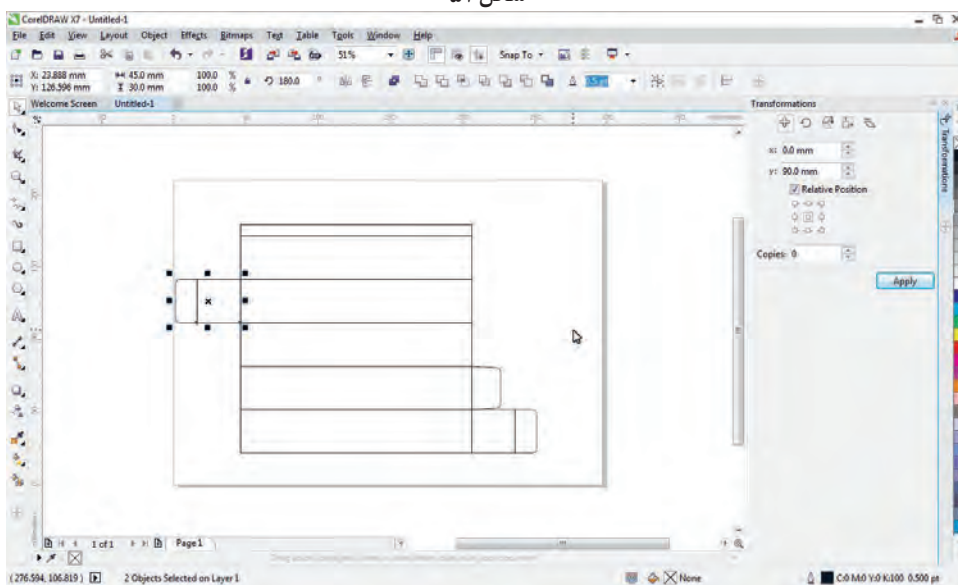 شکل ۵۱
CorelDRAW X7 - Untitled-1
File Edit View Layout Object Effects Bitmaps Text Table Tools Window Help
51% Snap To
X: 23.888 mm 45.0 mm 100.0 % 180.0 °
Y: 126.596 mm 30.0 mm 100.0 %
Welcome Screen Untitled-1
Transformations
x: 0.0 mm
y: 90.0 mm
Relative Position
Copies: 0
Apply
Transformations
1 of 1 Page 1
(276.594, 106.819) 2 Objects Selected on Layer 1 None C:0 M:0 Y:0 K:100 0.500 pt